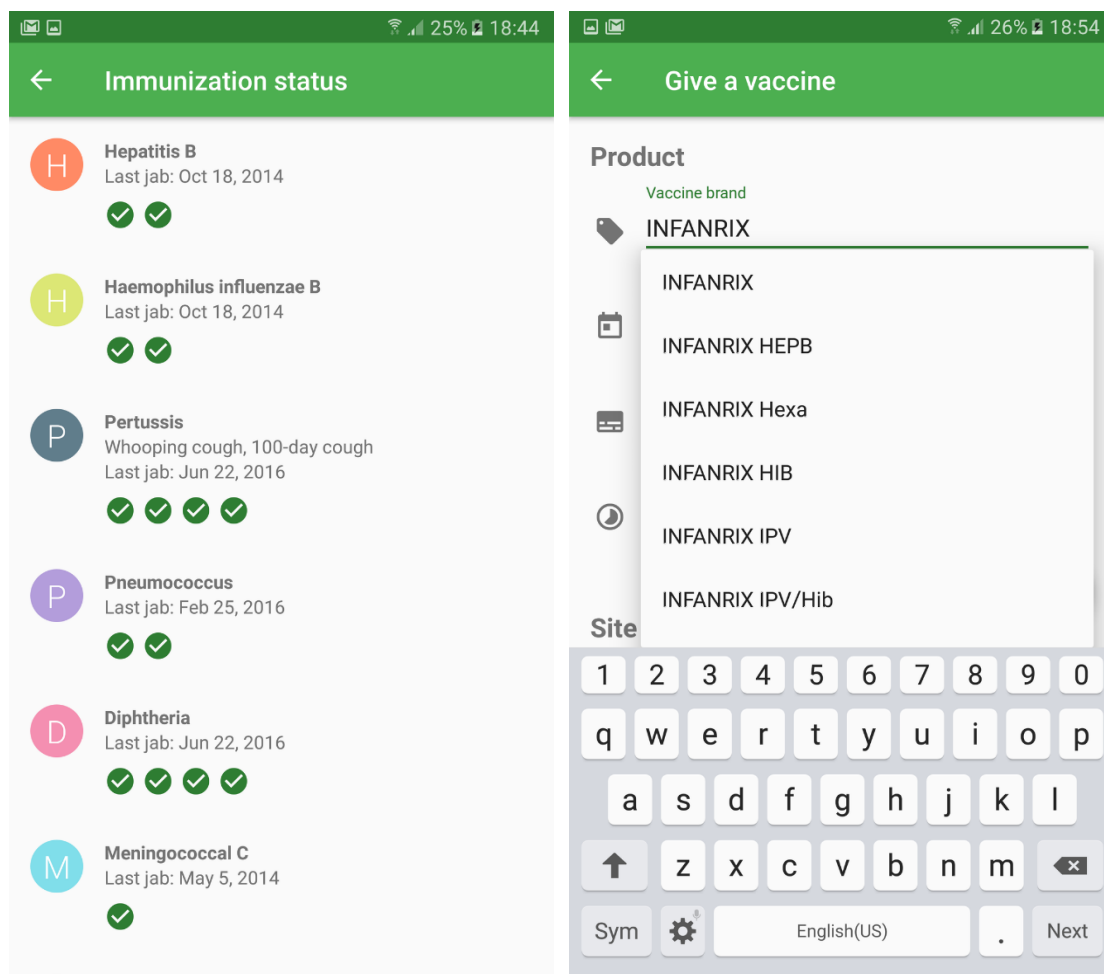 25% 18:44
Immunization status
H
Hepatitis B
Last jab: Oct 18, 2014
H
Haemophilus influenzae B
Last jab: Oct 18, 2014
P
Pertussis
Whooping cough, 100-day cough
Last jab: Jun 22, 2016
P
Pneumococcus
Last jab: Feb 25, 2016
D
Diphtheria
Last jab: Jun 22, 2016
M
Meningococcal C
Last jab: May 5, 2014
26% 18:54
Give a vaccine
Product
Vaccine brand
INFANRIX
INFANRIX
INFANRIX HEPB
INFANRIX Hexa
INFANRIX HIB
INFANRIX IPV
INFANRIX IPV/Hib
Site
1 2 3 4 5 6 7 8 9 0
q w e r t y u i o p
a s d f g h j k l
z x c v b n m
Sym English(US) . Next